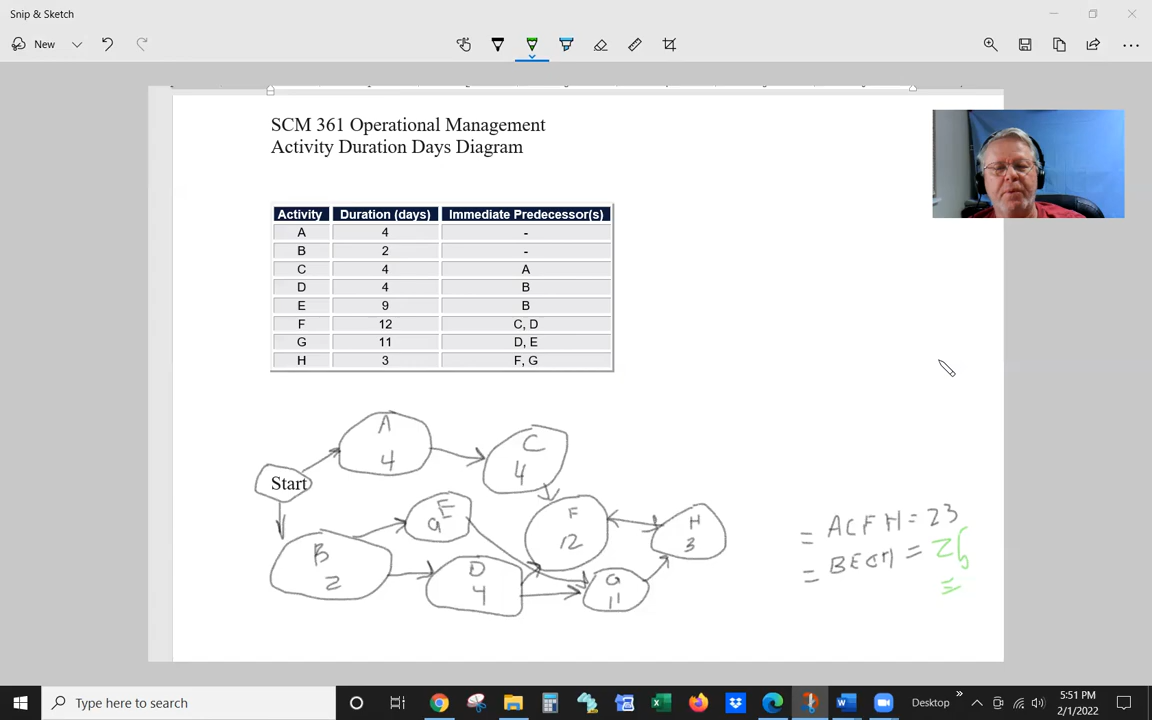 Snip & Sketch
New
SCM 361 Operational Management
Activity Duration Days Diagram
Activity Duration (days) Immediate Predecessor(s)
A 4 -
B 2 -
C 4 A
D 4 B
E 9 B
F 12 C, D
G 11 D, E
H 3 F, G
A
4
C
4
Start
E
9
F
12
H
3
B
2
D
4
G
11
= ACFH = 23
= BEGH =
Type here to search
Desktop
5:51 PM
2/1/2022